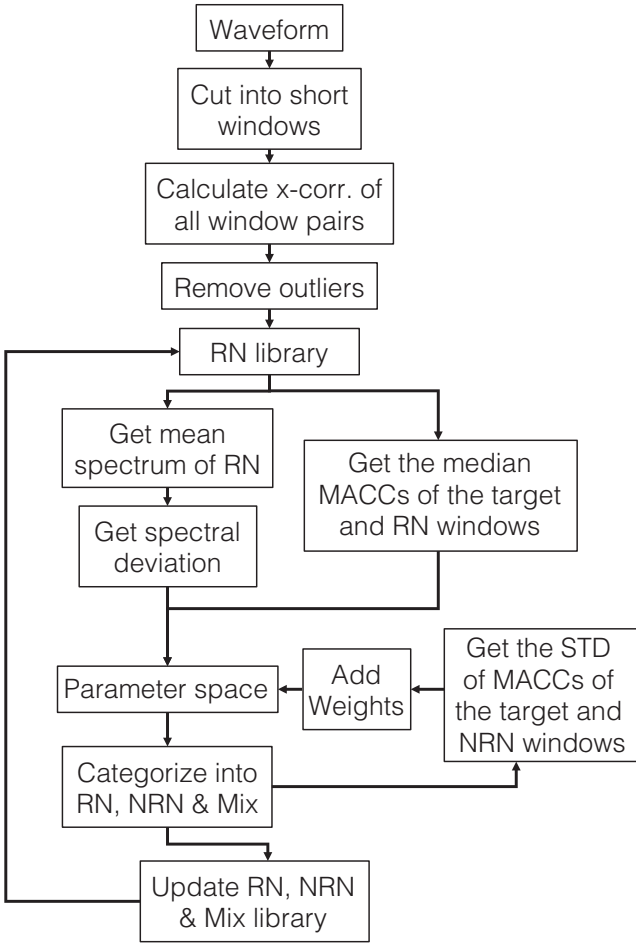 Waveform
Cut into short
windows
Calculate x-corr. of
all window pairs
Remove outliers
RN library
Get mean
spectrum of RN
Get the median
MACCs of the target
and RN windows
Get spectral
deviation
Parameter space
Add
Weights
Get the STD
of MACCs of
the target and
NRN windows
Categorize into
RN, NRN & Mix
Update RN, NRN
& Mix library